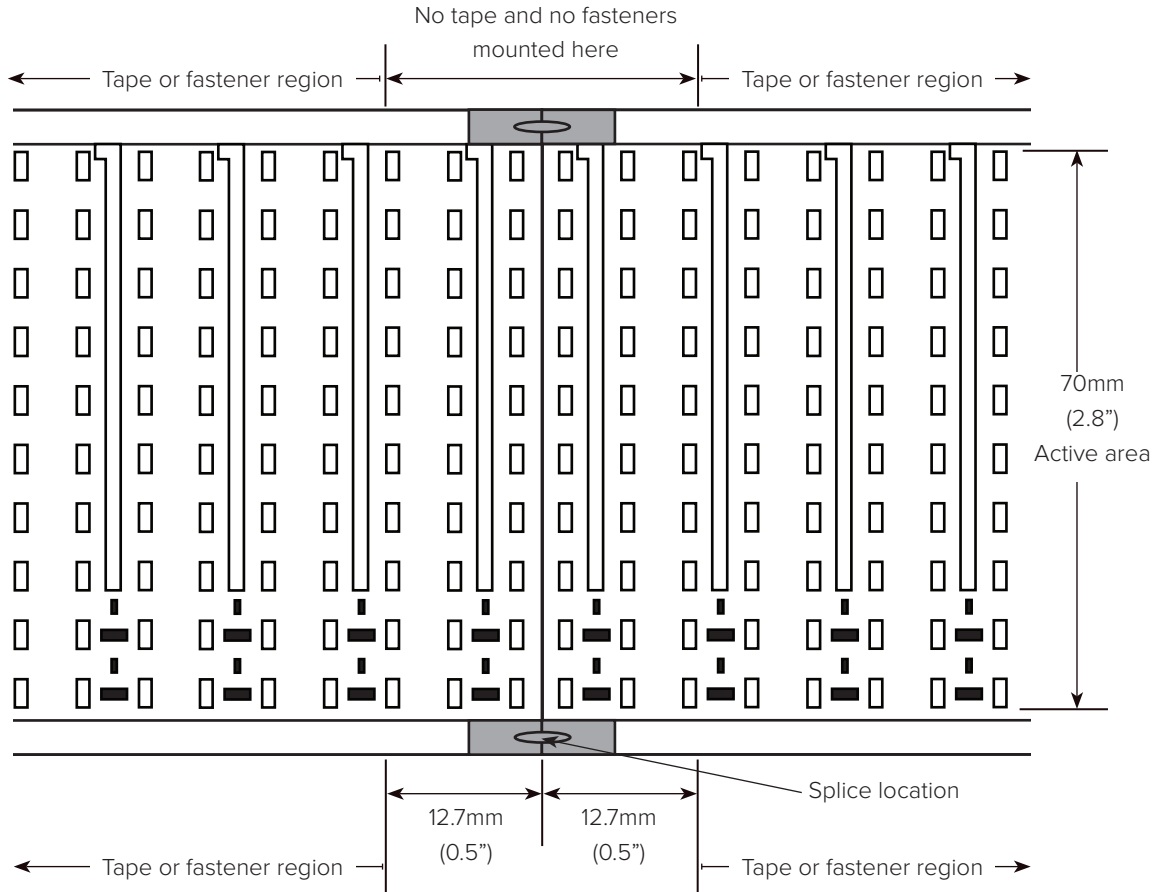 No tape and no fasteners
mounted here
Tape or fastener region
Tape or fastener region
70mm
(2.8”)
Active area
Splice location
12.7mm
(0.5”)
12.7mm
(0.5”)
Tape or fastener region
Tape or fastener region